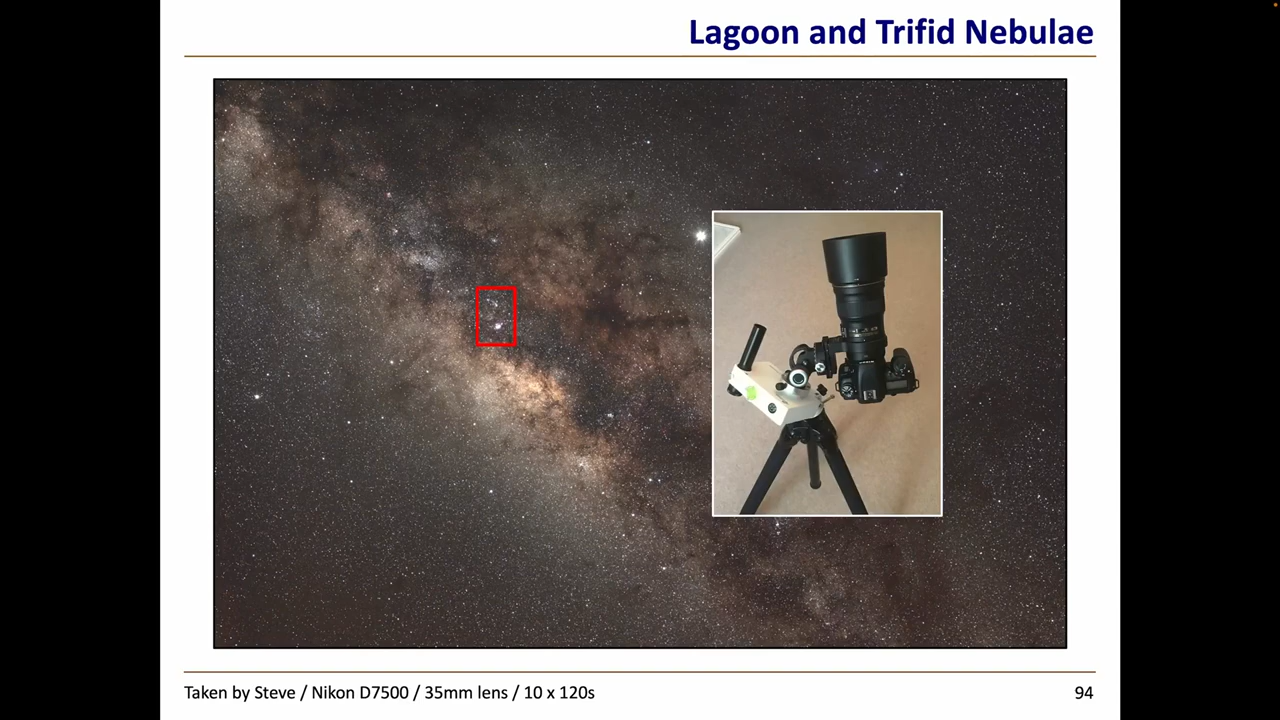 Lagoon and Trifid Nebulae
Taken by Steve / Nikon D7500 / 35mm lens / 10 x 120s
94